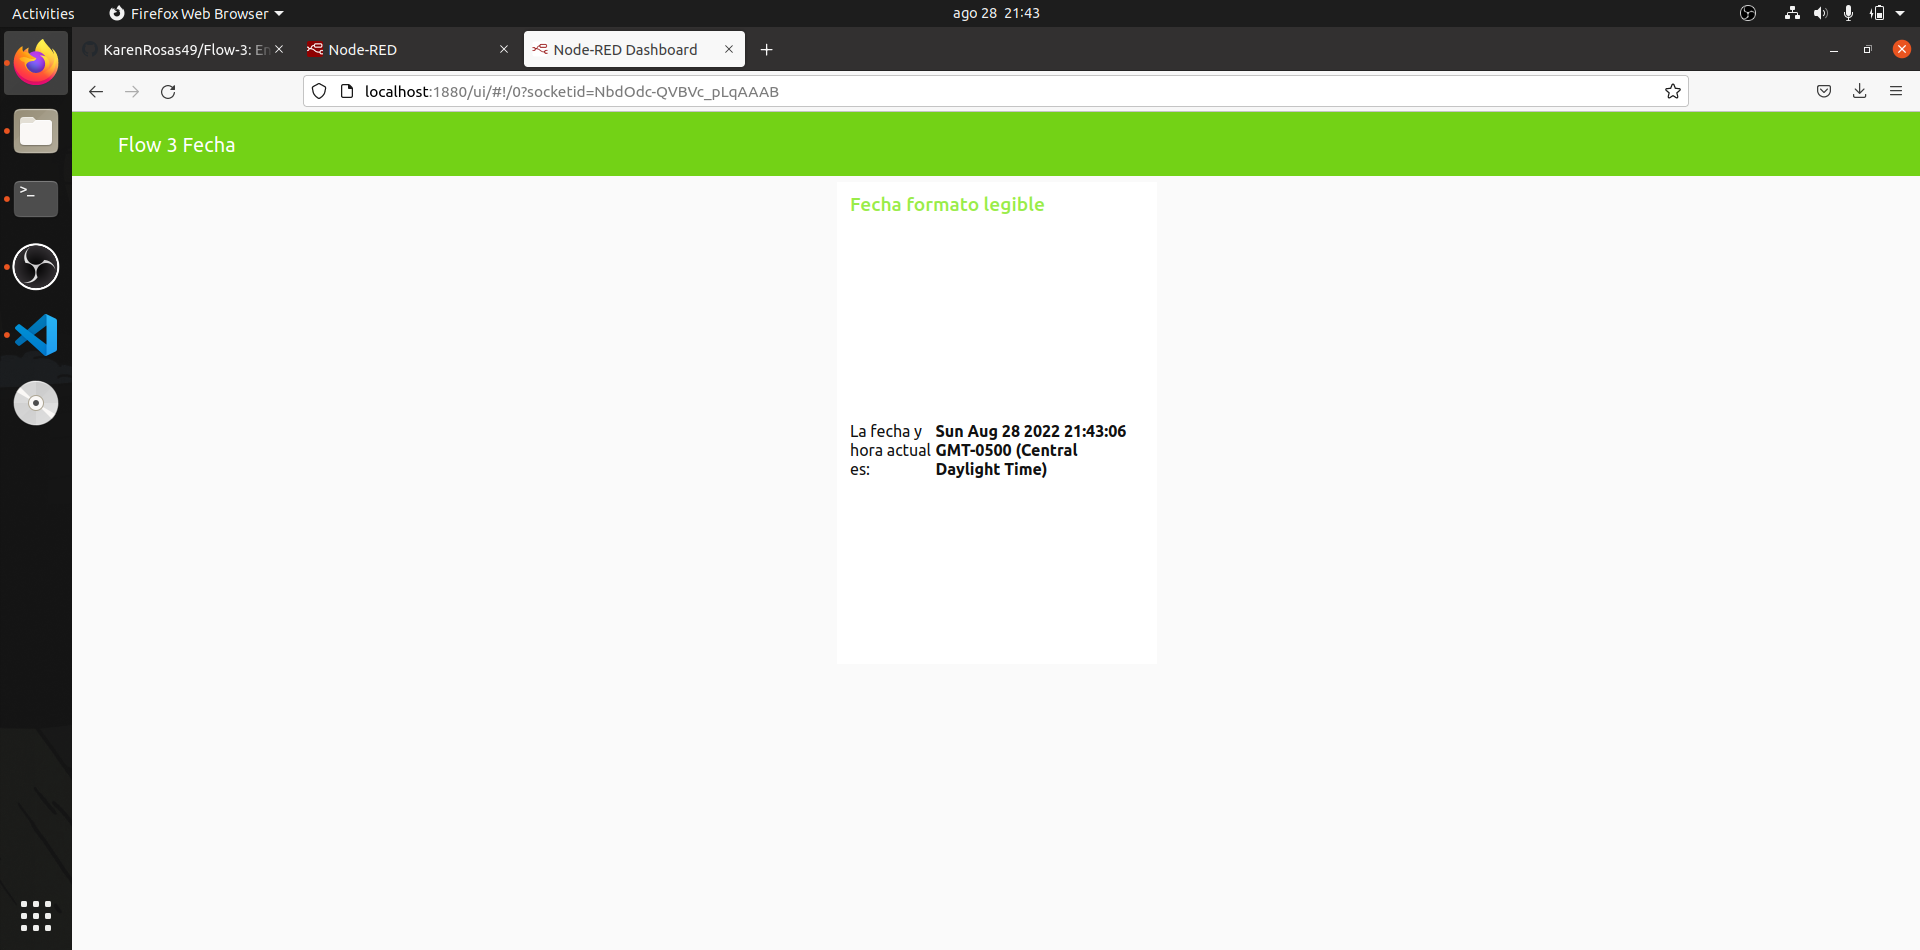 Activities
Firefox Web Browser
ago 28 21:43
KarenRosas49/Flow-3: En
Node-RED
Node-RED Dashboard
localhost:1880/ui/#!/0?socketid=NbdOdc-QVBVc_pLqAAAB
Flow 3 Fecha
Fecha formato legible
La fecha y
hora actual
es:
Sun Aug 28 2022 21:43:06
GMT-0500 (Central
Daylight Time)